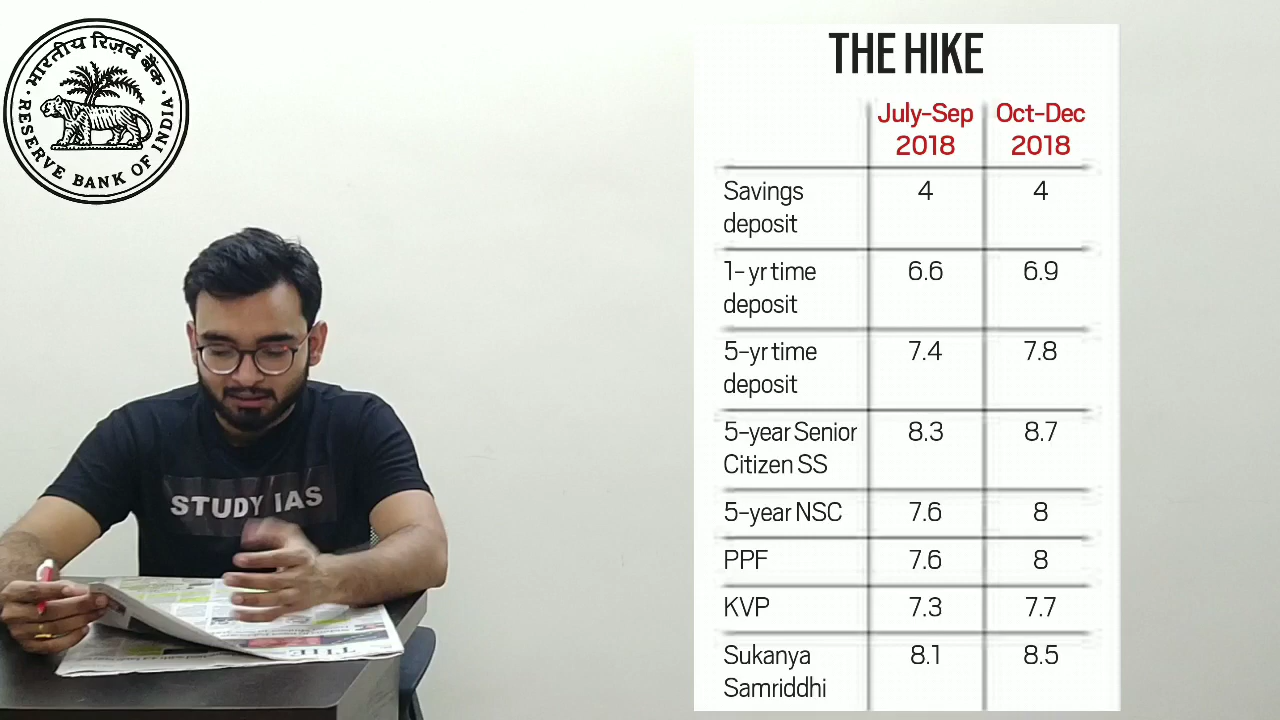 भारतीय रिज़र्व बैंक
RESERVE BANK OF INDIA
STUDY IAS
THE
THE HIKE
July-Sep 2018 Oct-Dec 2018
Savings deposit 4 4
1-yr time deposit 6.6 6.9
5-yr time deposit 7.4 7.8
5-year Senior Citizen SS 8.3 8.7
5-year NSC 7.6 8
PPF 7.6 8
KVP 7.3 7.7
Sukanya Samriddhi 8.1 8.5